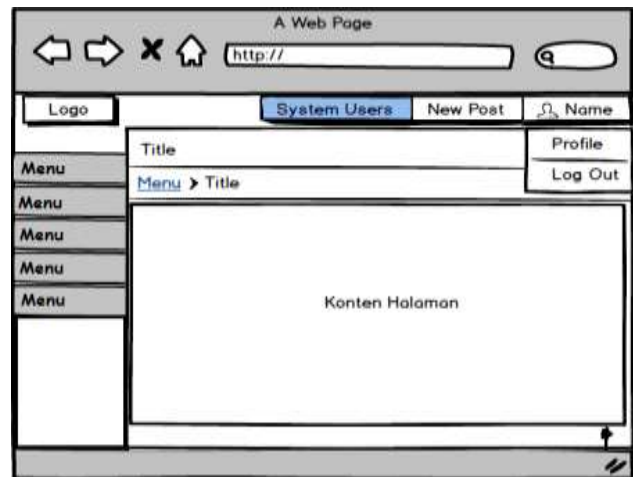 A Web Page
http://
Logo
System Users
New Post
Name
Profile
Log Out
Title
Menu > Title
Menu
Menu
Menu
Menu
Menu
Konten Halaman